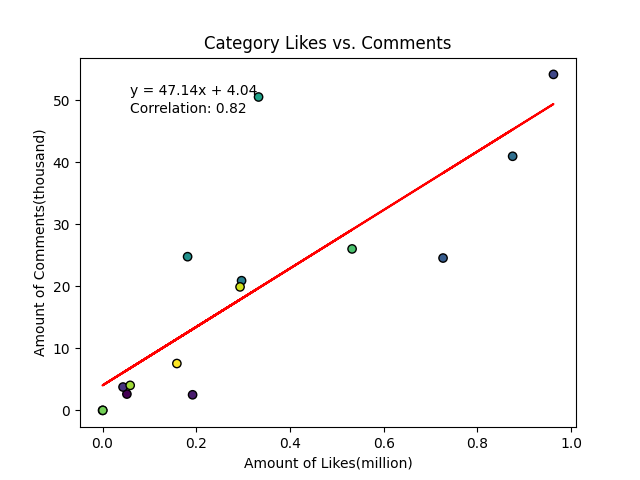 Category Likes vs. Comments
y = 47.14x + 4.04
Correlation: 0.82
Amount of Comments(thousand)
50
40
30
20
10
0
0.0 0.2 0.4 0.6 0.8 1.0
Amount of Likes(million)